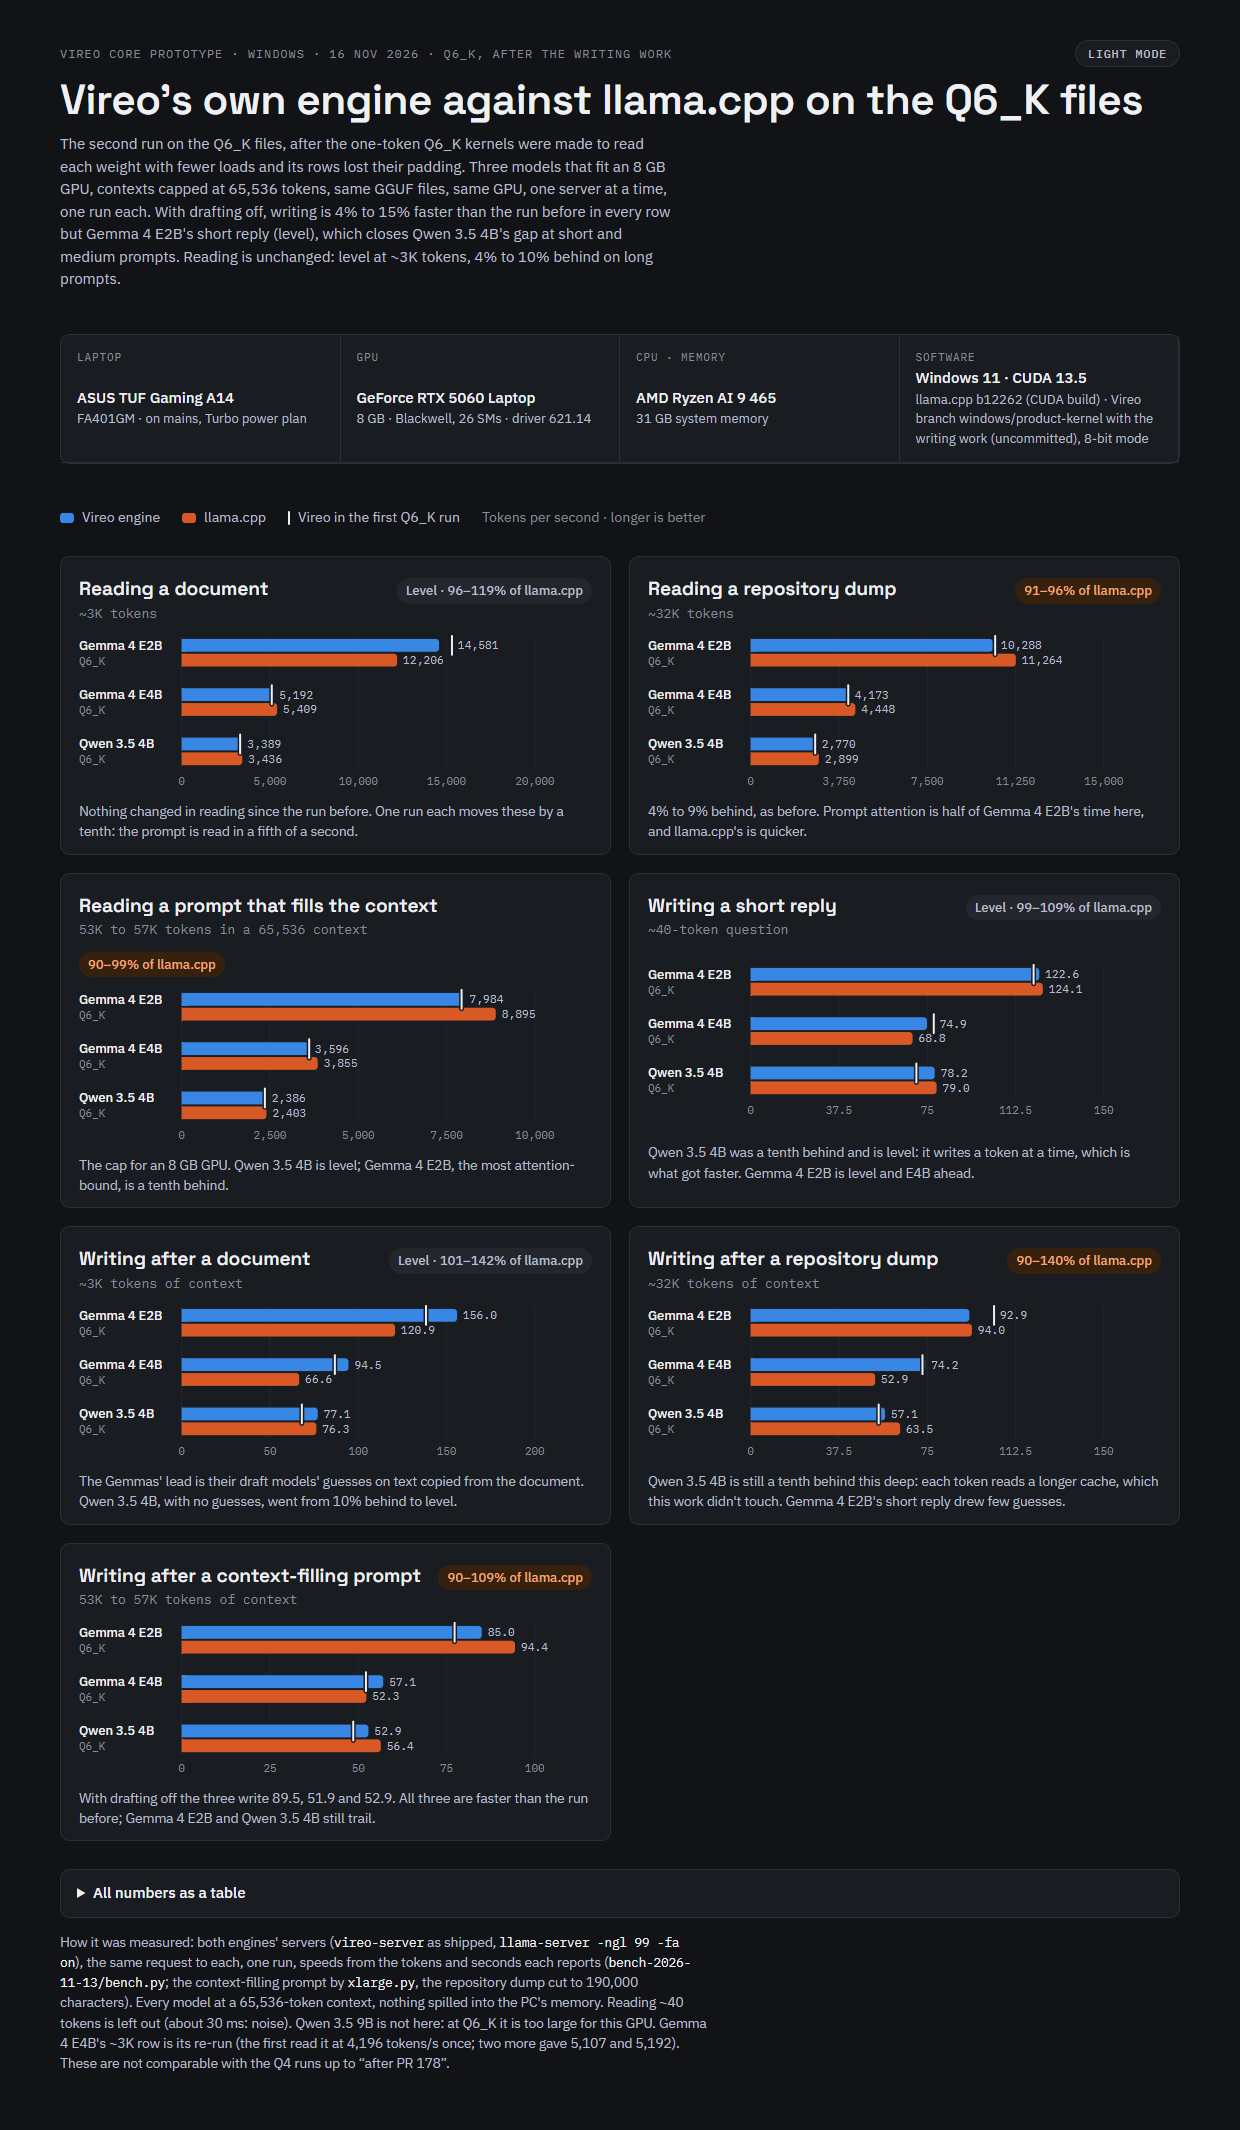 VIREO CORE PROTOTYPE · WINDOWS · 16 NOV 2026 · Q6_K, AFTER THE WRITING WORK
LIGHT MODE
Vireo’s own engine against llama.cpp on the Q6_K files
The second run on the Q6_K files, after the one-token Q6_K kernels were made to read
each weight with fewer loads and its rows lost their padding. Three models that fit an 8 GB
GPU, contexts capped at 65,536 tokens, same GGUF files, same GPU, one server at a time,
one run each. With drafting off, writing is 4% to 15% faster than the run before in every row
but Gemma 4 E2B's short reply (level), which closes Qwen 3.5 4B's gap at short and
medium prompts. Reading is unchanged: level at ~3K tokens, 4% to 10% behind on long
prompts.
LAPTOP
ASUS TUF Gaming A14
FA401GM · on mains, Turbo power plan
GPU
GeForce RTX 5060 Laptop
8 GB · Blackwell, 26 SMs · driver 621.14
CPU · MEMORY
AMD Ryzen AI 9 465
31 GB system memory
SOFTWARE
Windows 11 · CUDA 13.5
llama.cpp b12262 (CUDA build) · Vireo
branch windows/product-kernel with the
writing work (uncommitted), 8-bit mode
Vireo engine llama.cpp Vireo in the first Q6_K run Tokens per second · longer is better
Reading a document
Level · 96–119% of llama.cpp
~3K tokens
Gemma 4 E2B 14,581
Q6_K 12,206
Gemma 4 E4B 5,192
Q6_K 5,409
Qwen 3.5 4B 3,389
Q6_K 3,436
0 5,000 10,000 15,000 20,000
Nothing changed in reading since the run before. One run each moves these by a
tenth: the prompt is read in a fifth of a second.
Reading a repository dump
91–96% of llama.cpp
~32K tokens
Gemma 4 E2B 10,288
Q6_K 11,264
Gemma 4 E4B 4,173
Q6_K 4,448
Qwen 3.5 4B 2,770
Q6_K 2,899
0 3,750 7,500 11,250 15,000
4% to 9% behind, as before. Prompt attention is half of Gemma 4 E2B's time here,
and llama.cpp's is quicker.
Reading a prompt that fills the context
53K to 57K tokens in a 65,536 context
90–99% of llama.cpp
Gemma 4 E2B 7,984
Q6_K 8,895
Gemma 4 E4B 3,596
Q6_K 3,855
Qwen 3.5 4B 2,386
Q6_K 2,403
0 2,500 5,000 7,500 10,000
The cap for an 8 GB GPU. Qwen 3.5 4B is level; Gemma 4 E2B, the most attention-
bound, is a tenth behind.
Writing a short reply
Level · 99–109% of llama.cpp
~40-token question
Gemma 4 E2B 122.6
Q6_K 124.1
Gemma 4 E4B 74.9
Q6_K 68.8
Qwen 3.5 4B 78.2
Q6_K 79.0
0 37.5 75 112.5 150
Qwen 3.5 4B was a tenth behind and is level: it writes a token at a time, which is
what got faster. Gemma 4 E2B is level and E4B ahead.
Writing after a document
Level · 101–142% of llama.cpp
~3K tokens of context
Gemma 4 E2B 156.0
Q6_K 120.9
Gemma 4 E4B 94.5
Q6_K 66.6
Qwen 3.5 4B 77.1
Q6_K 76.3
0 50 100 150 200
The Gemmas' lead is their draft models' guesses on text copied from the document.
Qwen 3.5 4B, with no guesses, went from 10% behind to level.
Writing after a repository dump
90–140% of llama.cpp
~32K tokens of context
Gemma 4 E2B 92.9
Q6_K 94.0
Gemma 4 E4B 74.2
Q6_K 52.9
Qwen 3.5 4B 57.1
Q6_K 63.5
0 37.5 75 112.5 150
Qwen 3.5 4B is still a tenth behind this deep: each token reads a longer cache, which
this work didn't touch. Gemma 4 E2B's short reply drew few guesses.
Writing after a context-filling prompt
90–109% of llama.cpp
53K to 57K tokens of context
Gemma 4 E2B 85.0
Q6_K 94.4
Gemma 4 E4B 57.1
Q6_K 52.3
Qwen 3.5 4B 52.9
Q6_K 56.4
0 25 50 75 100
With drafting off the three write 89.5, 51.9 and 52.9. All three are faster than the run
before; Gemma 4 E2B and Qwen 3.5 4B still trail.
All numbers as a table
How it was measured: both engines' servers (vireo-server as shipped, llama-server -ngl 99 -fa
on), the same request to each, one run, speeds from the tokens and seconds each reports (bench-2026-
11-13/bench.py; the context-filling prompt by xlarge.py, the repository dump cut to 190,000
characters). Every model at a 65,536-token context, nothing spilled into the PC's memory. Reading ~40
tokens is left out (about 30 ms: noise). Qwen 3.5 9B is not here: at Q6_K it is too large for this GPU. Gemma
4 E4B's ~3K row is its re-run (the first read it at 4,196 tokens/s once; two more gave 5,107 and 5,192).
These are not comparable with the Q4 runs up to “after PR 178”.